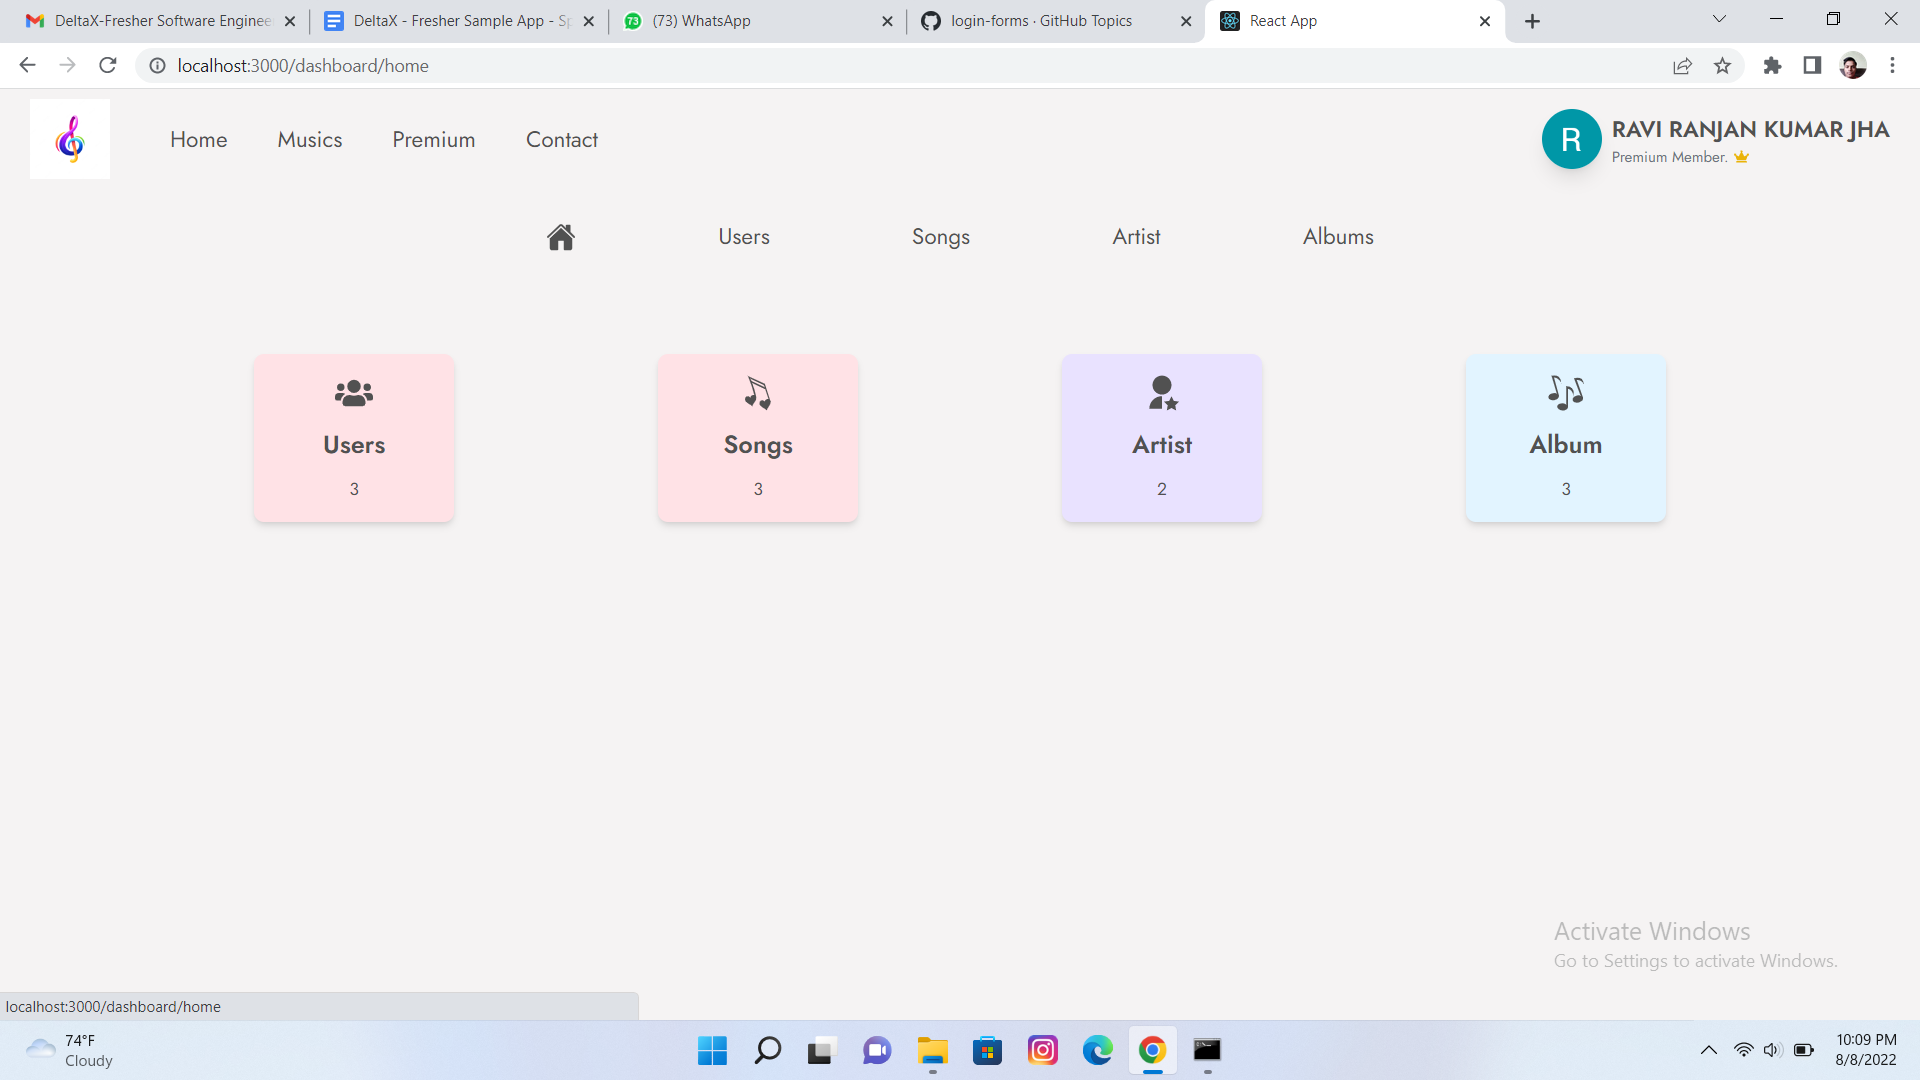 DeltaX-Fresher Software Enginee
DeltaX - Fresher Sample App - Sp
73
(73) WhatsApp
login-forms · GitHub Topics
React App
localhost:3000/dashboard/home
Home
Musics
Premium
Contact
R
RAVI RANJAN KUMAR JHA
Premium Member.
Users
Songs
Artist
Albums
Users
3
Songs
3
Artist
2
Album
3
Activate Windows
Go to Settings to activate Windows.
localhost:3000/dashboard/home
74°F
Cloudy
10:09 PM
8/8/2022